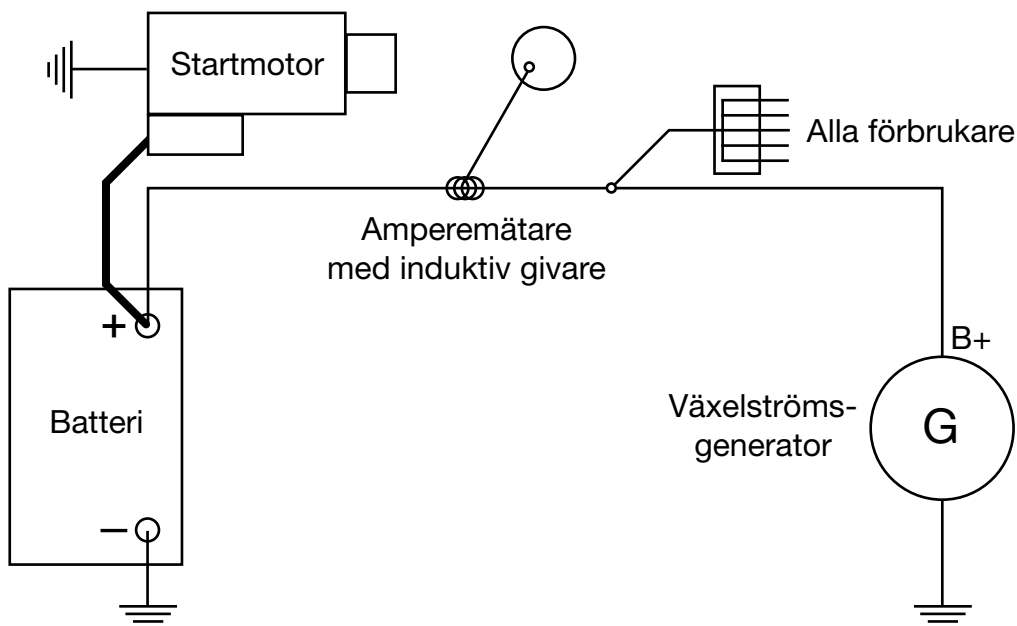 Startmotor
Alla förbrukare
Amperemätare
med induktiv givare
+
B+
Batteri
Växelströms-
generator
G
−